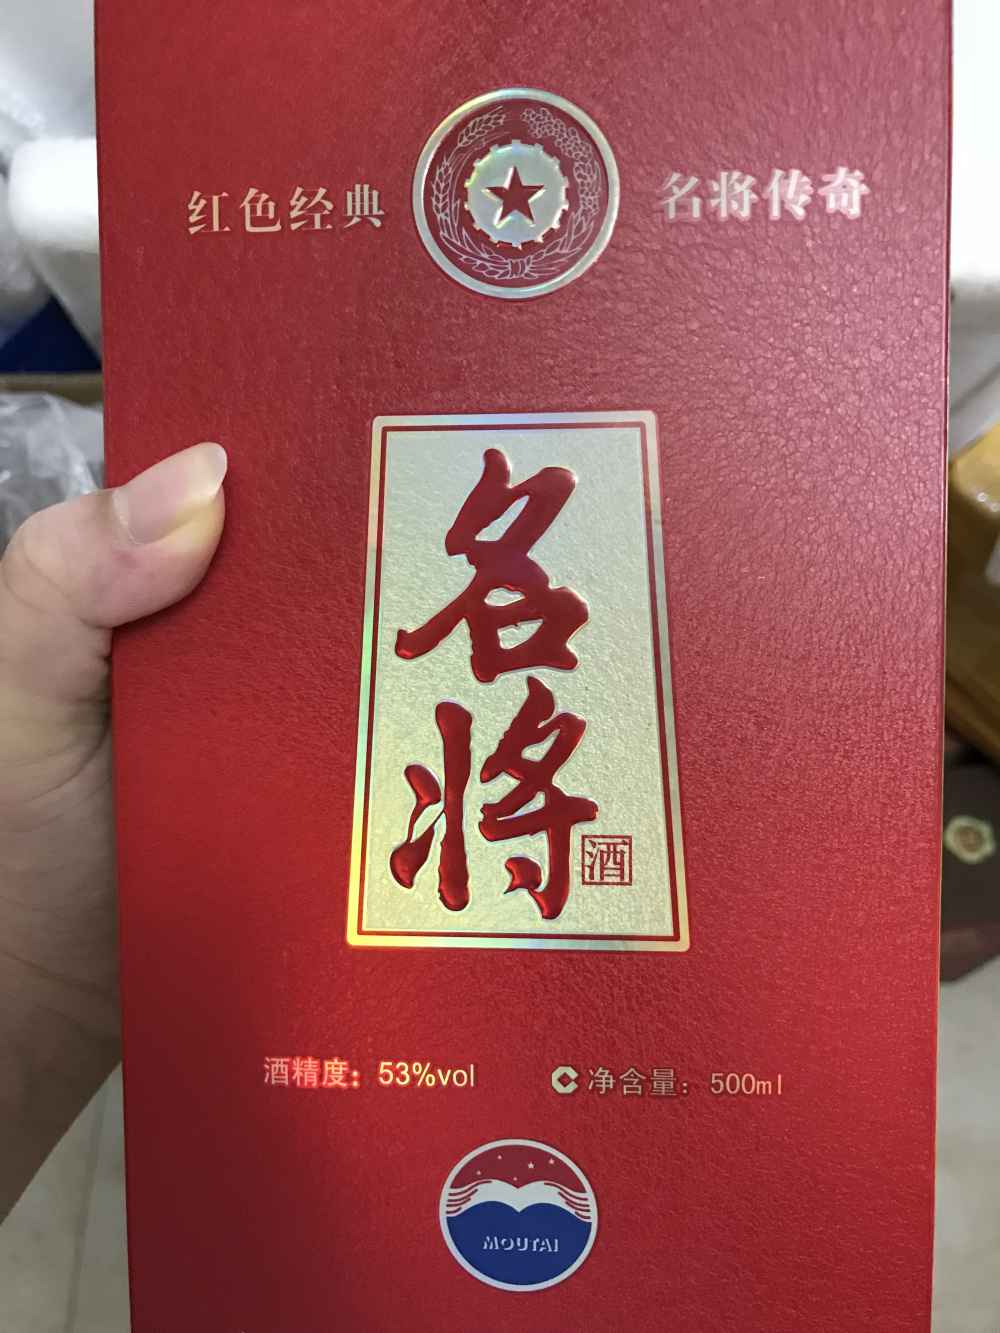 红色经典 名将传奇
名将
酒
酒精度：53%vol 净含量：500ml
MOUTAI